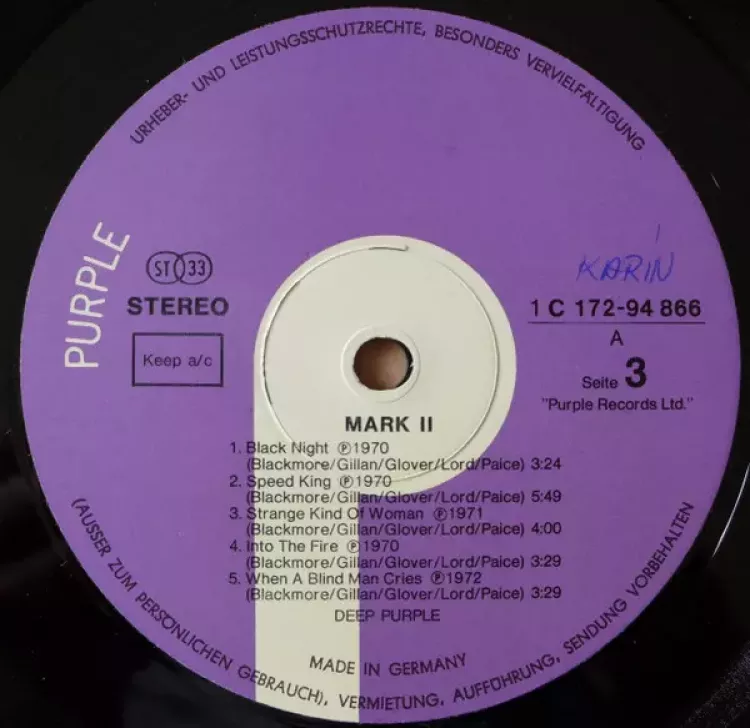 URHEBER- UND LEISTUNGSSCHUTZRECHTE, BESONDERS VERVIELFÄLTIGUNG
PURPLE
ST 33
STEREO
Keep a/c
KARIN
1 C 172-94 866
A
Seite 3
"Purple Records Ltd."
MARK II
1. Black Night ℗1970
(Blackmore/Gillan/Glover/Lord/Paice) 3:24
2. Speed King ℗1970
(Blackmore/Gillan/Glover/Lord/Paice) 5:49
3. Strange Kind Of Woman ℗1971
(Blackmore/Gillan/Glover/Lord/Paice) 4:00
4. Into The Fire ℗1970
(Blackmore/Gillan/Glover/Lord/Paice) 3:29
5. When A Blind Man Cries ℗1972
(Blackmore/Gillan/Glover/Lord/Paice) 3:29
DEEP PURPLE
MADE IN GERMANY
(AUSSER ZUM PERSÖNLICHEN GEBRAUCH), VERMIETUNG, AUFFÜHRUNG, SENDUNG VORBEHALTEN